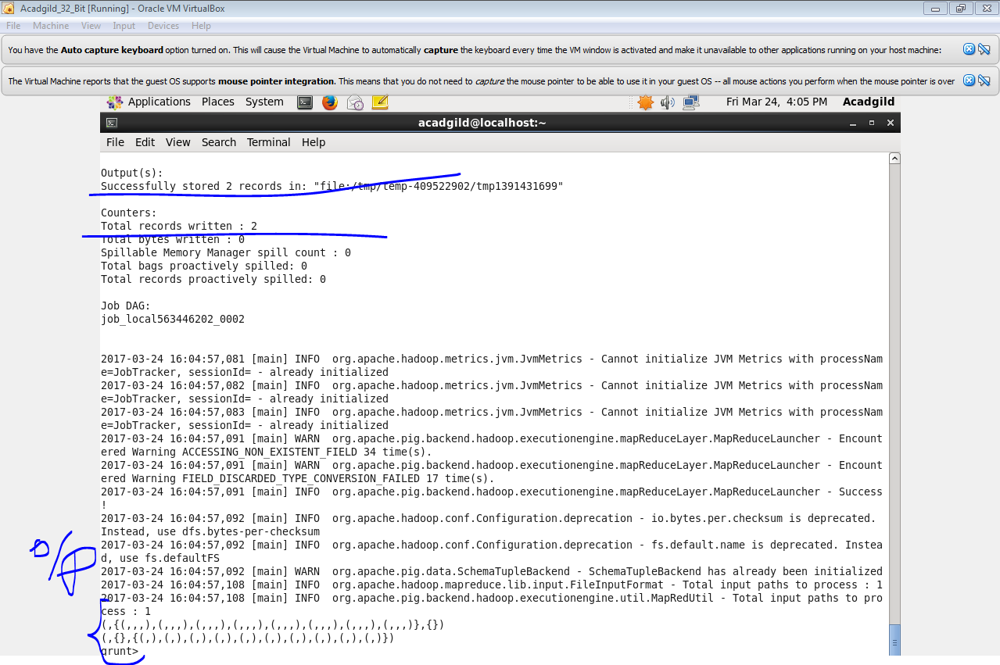 Acadgild_32_Bit [Running] - Oracle VM VirtualBox
File Machine View Input Devices Help
You have the Auto capture keyboard option turned on. This will cause the Virtual Machine to automatically capture the keyboard every time the VM window is activated and make it unavailable to other applications running on your host machine:
The Virtual Machine reports that the guest OS supports mouse pointer integration. This means that you do not need to capture the mouse pointer to be able to use it in your guest OS -- all mouse actions you perform when the mouse pointer is over
Applications Places System Fri Mar 24, 4:05 PM Acadgild
acadgild@localhost:~
File Edit View Search Terminal Help
Output(s):
Successfully stored 2 records in: "file:/tmp/temp-409522902/tmp1391431699"
Counters:
Total records written : 2
Total bytes written : 0
Spillable Memory Manager spill count : 0
Total bags proactively spilled: 0
Total records proactively spilled: 0
Job DAG:
job_local563446202_0002
2017-03-24 16:04:57,081 [main] INFO  org.apache.hadoop.metrics.jvm.JvmMetrics - Cannot initialize JVM Metrics with processNam
e=JobTracker, sessionId= - already initialized
2017-03-24 16:04:57,082 [main] INFO  org.apache.hadoop.metrics.jvm.JvmMetrics - Cannot initialize JVM Metrics with processNam
e=JobTracker, sessionId= - already initialized
2017-03-24 16:04:57,083 [main] INFO  org.apache.hadoop.metrics.jvm.JvmMetrics - Cannot initialize JVM Metrics with processNam
e=JobTracker, sessionId= - already initialized
2017-03-24 16:04:57,091 [main] WARN  org.apache.pig.backend.hadoop.executionengine.mapReduceLayer.MapReduceLauncher - Encount
ered Warning ACCESSING_NON_EXISTENT_FIELD 34 time(s).
2017-03-24 16:04:57,091 [main] WARN  org.apache.pig.backend.hadoop.executionengine.mapReduceLayer.MapReduceLauncher - Encount
ered Warning FIELD_DISCARDED_TYPE_CONVERSION_FAILED 17 time(s).
2017-03-24 16:04:57,091 [main] INFO  org.apache.pig.backend.hadoop.executionengine.mapReduceLayer.MapReduceLauncher - Success
!
2017-03-24 16:04:57,092 [main] INFO  org.apache.hadoop.conf.Configuration.deprecation - io.bytes.per.checksum is deprecated.
Instead, use dfs.bytes-per-checksum
2017-03-24 16:04:57,092 [main] INFO  org.apache.hadoop.conf.Configuration.deprecation - fs.default.name is deprecated. Instea
d, use fs.defaultFS
2017-03-24 16:04:57,092 [main] WARN  org.apache.pig.data.SchemaTupleBackend - SchemaTupleBackend has already been initialized
2017-03-24 16:04:57,108 [main] INFO  org.apache.hadoop.mapreduce.lib.input.FileInputFormat - Total input paths to process : 1
2017-03-24 16:04:57,108 [main] INFO  org.apache.pig.backend.hadoop.executionengine.util.MapRedUtil - Total input paths to pro
cess : 1
o/p
(,{(,,,),(,,,),(,,,),(,,,),(,,,),(,,,),(,,,),(,,,)},{})
(,{},{(,),(,),(,),(,),(,),(,),(,),(,),(,),(,)})
grunt>